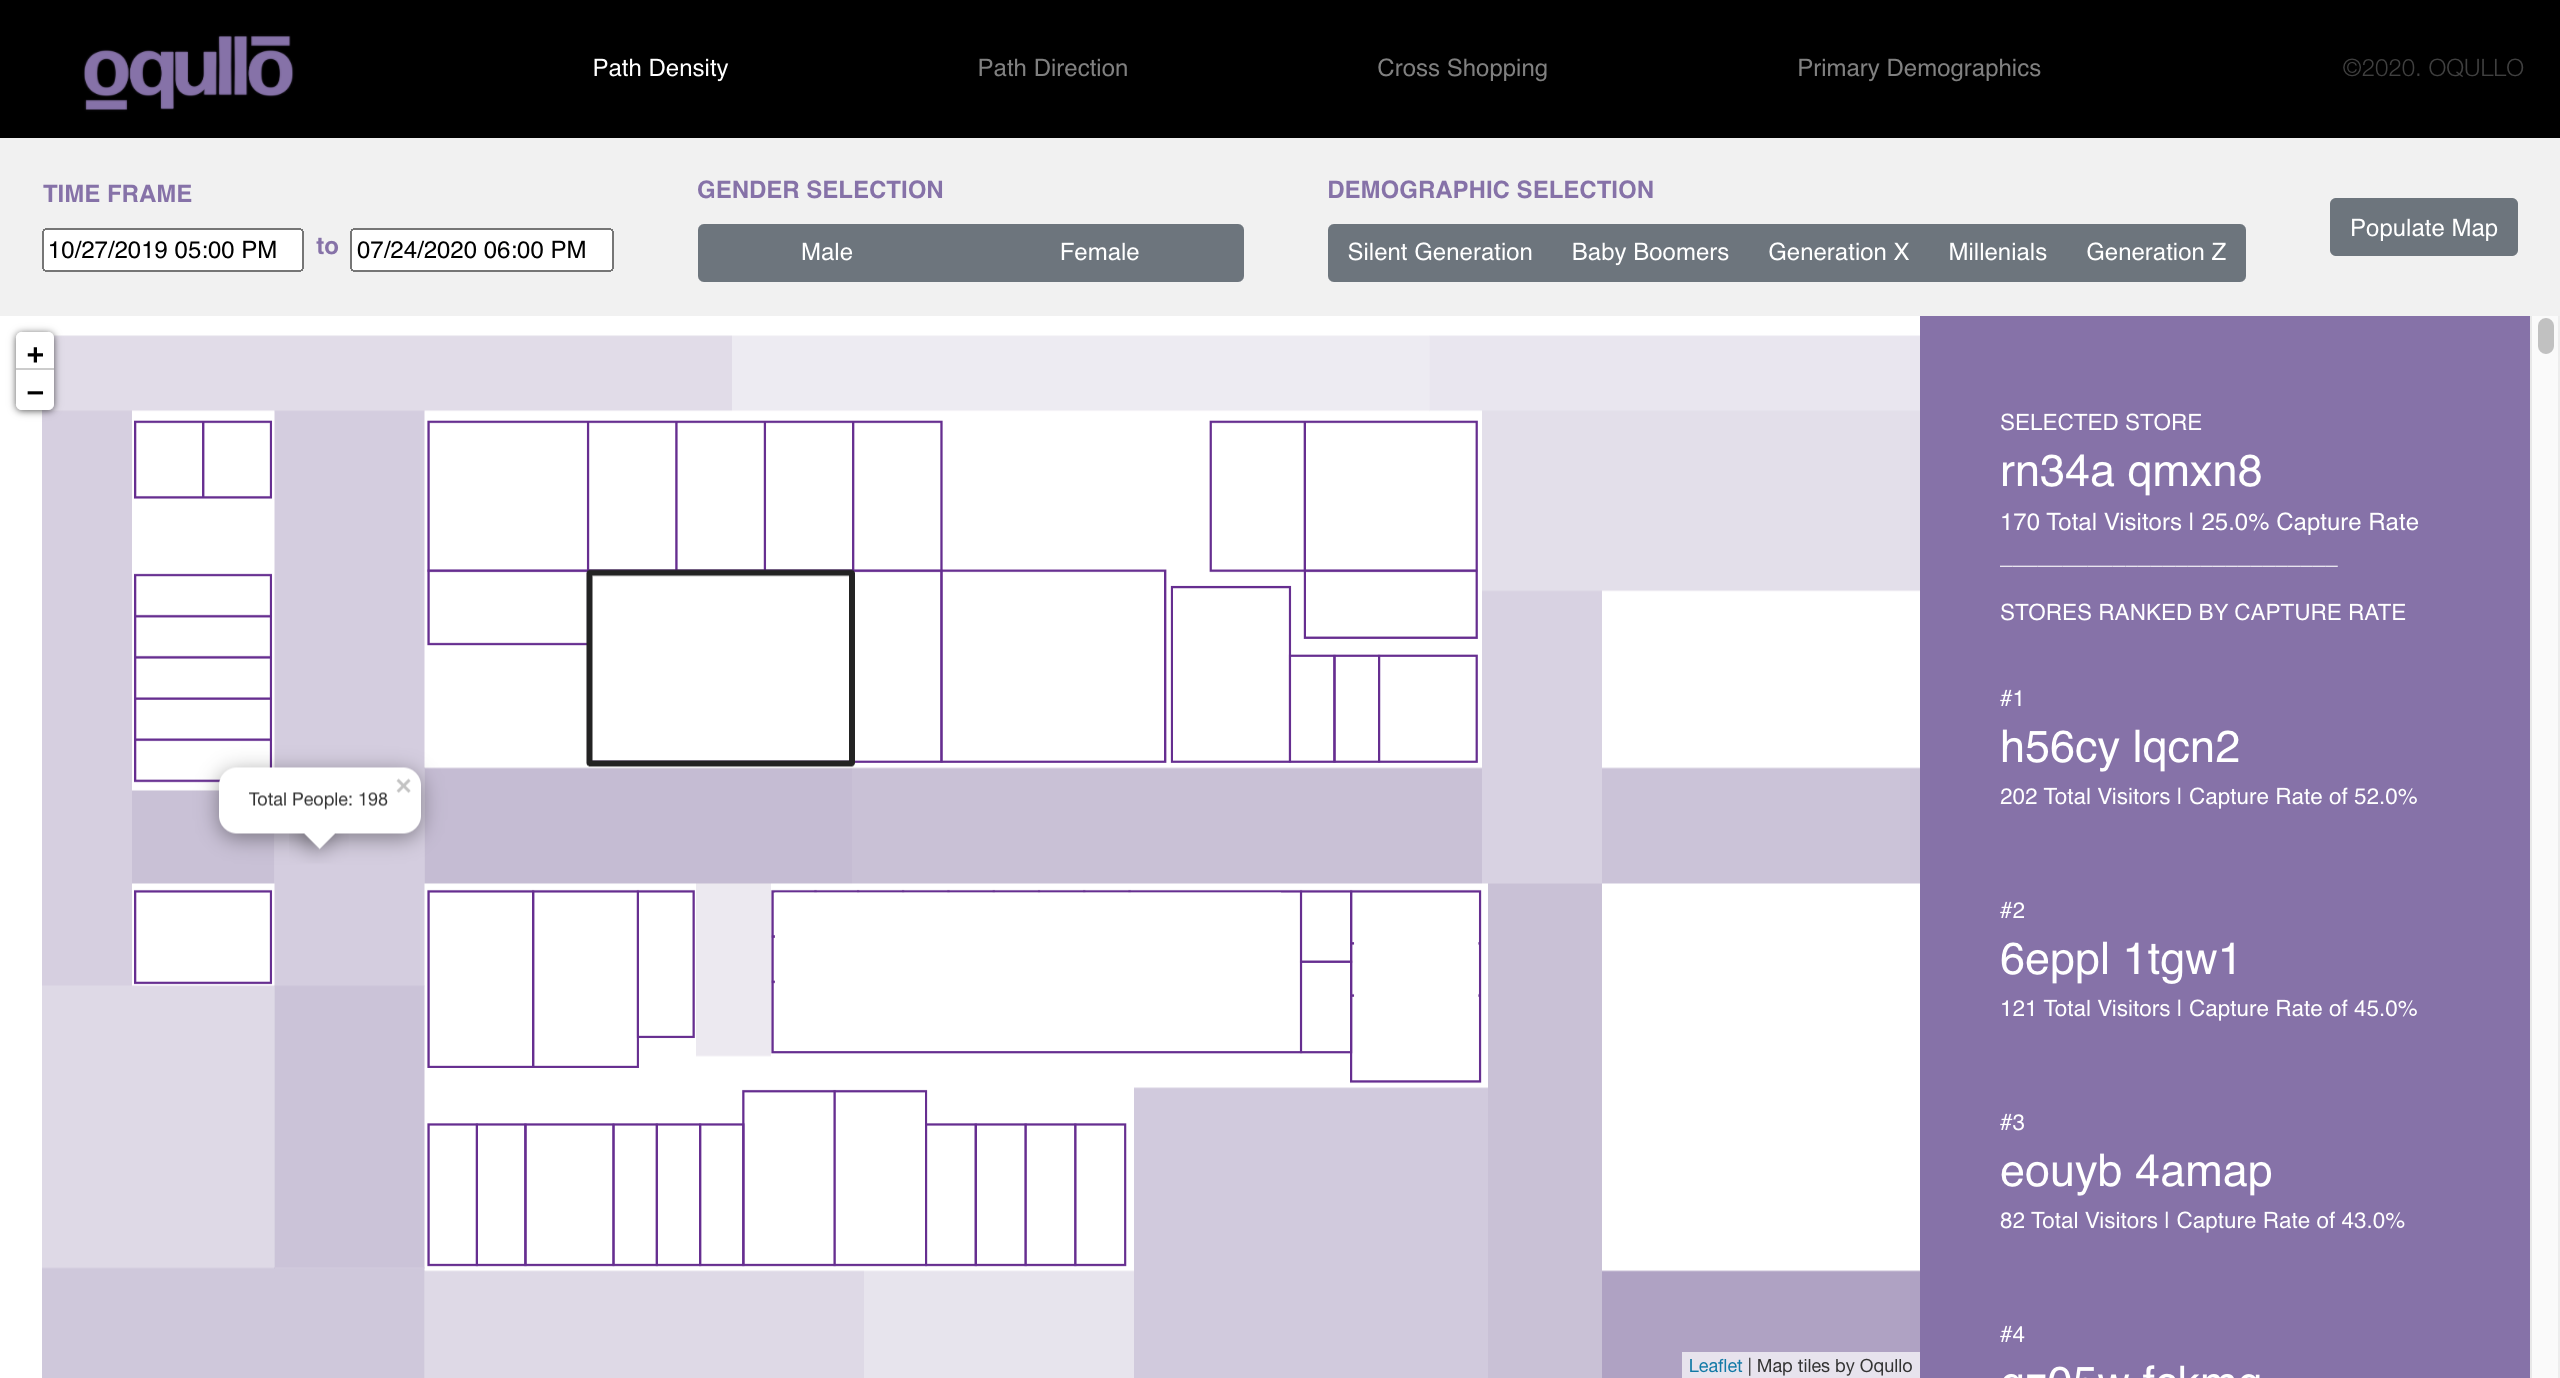 oqullo
Path Density
Path Direction
Cross Shopping
Primary Demographics
©2020. OQULLO
TIME FRAME
10/27/2019 05:00 PM to 07/24/2020 06:00 PM
GENDER SELECTION
Male Female
DEMOGRAPHIC SELECTION
Silent Generation Baby Boomers Generation X Millenials Generation Z
Populate Map
+
−
Total People: 198 ×
Leaflet | Map tiles by Oqullo
SELECTED STORE
rn34a qmxn8
170 Total Visitors | 25.0% Capture Rate
STORES RANKED BY CAPTURE RATE
#1
h56cy lqcn2
202 Total Visitors | Capture Rate of 52.0%
#2
6eppl 1tgw1
121 Total Visitors | Capture Rate of 45.0%
#3
eouyb 4amap
82 Total Visitors | Capture Rate of 43.0%
#4